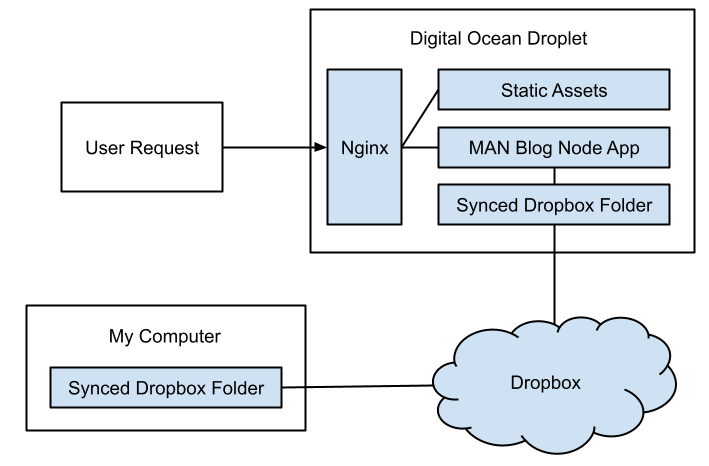 Digital Ocean Droplet
User Request
Nginx
Static Assets
MAN Blog Node App
Synced Dropbox Folder
My Computer
Synced Dropbox Folder
Dropbox